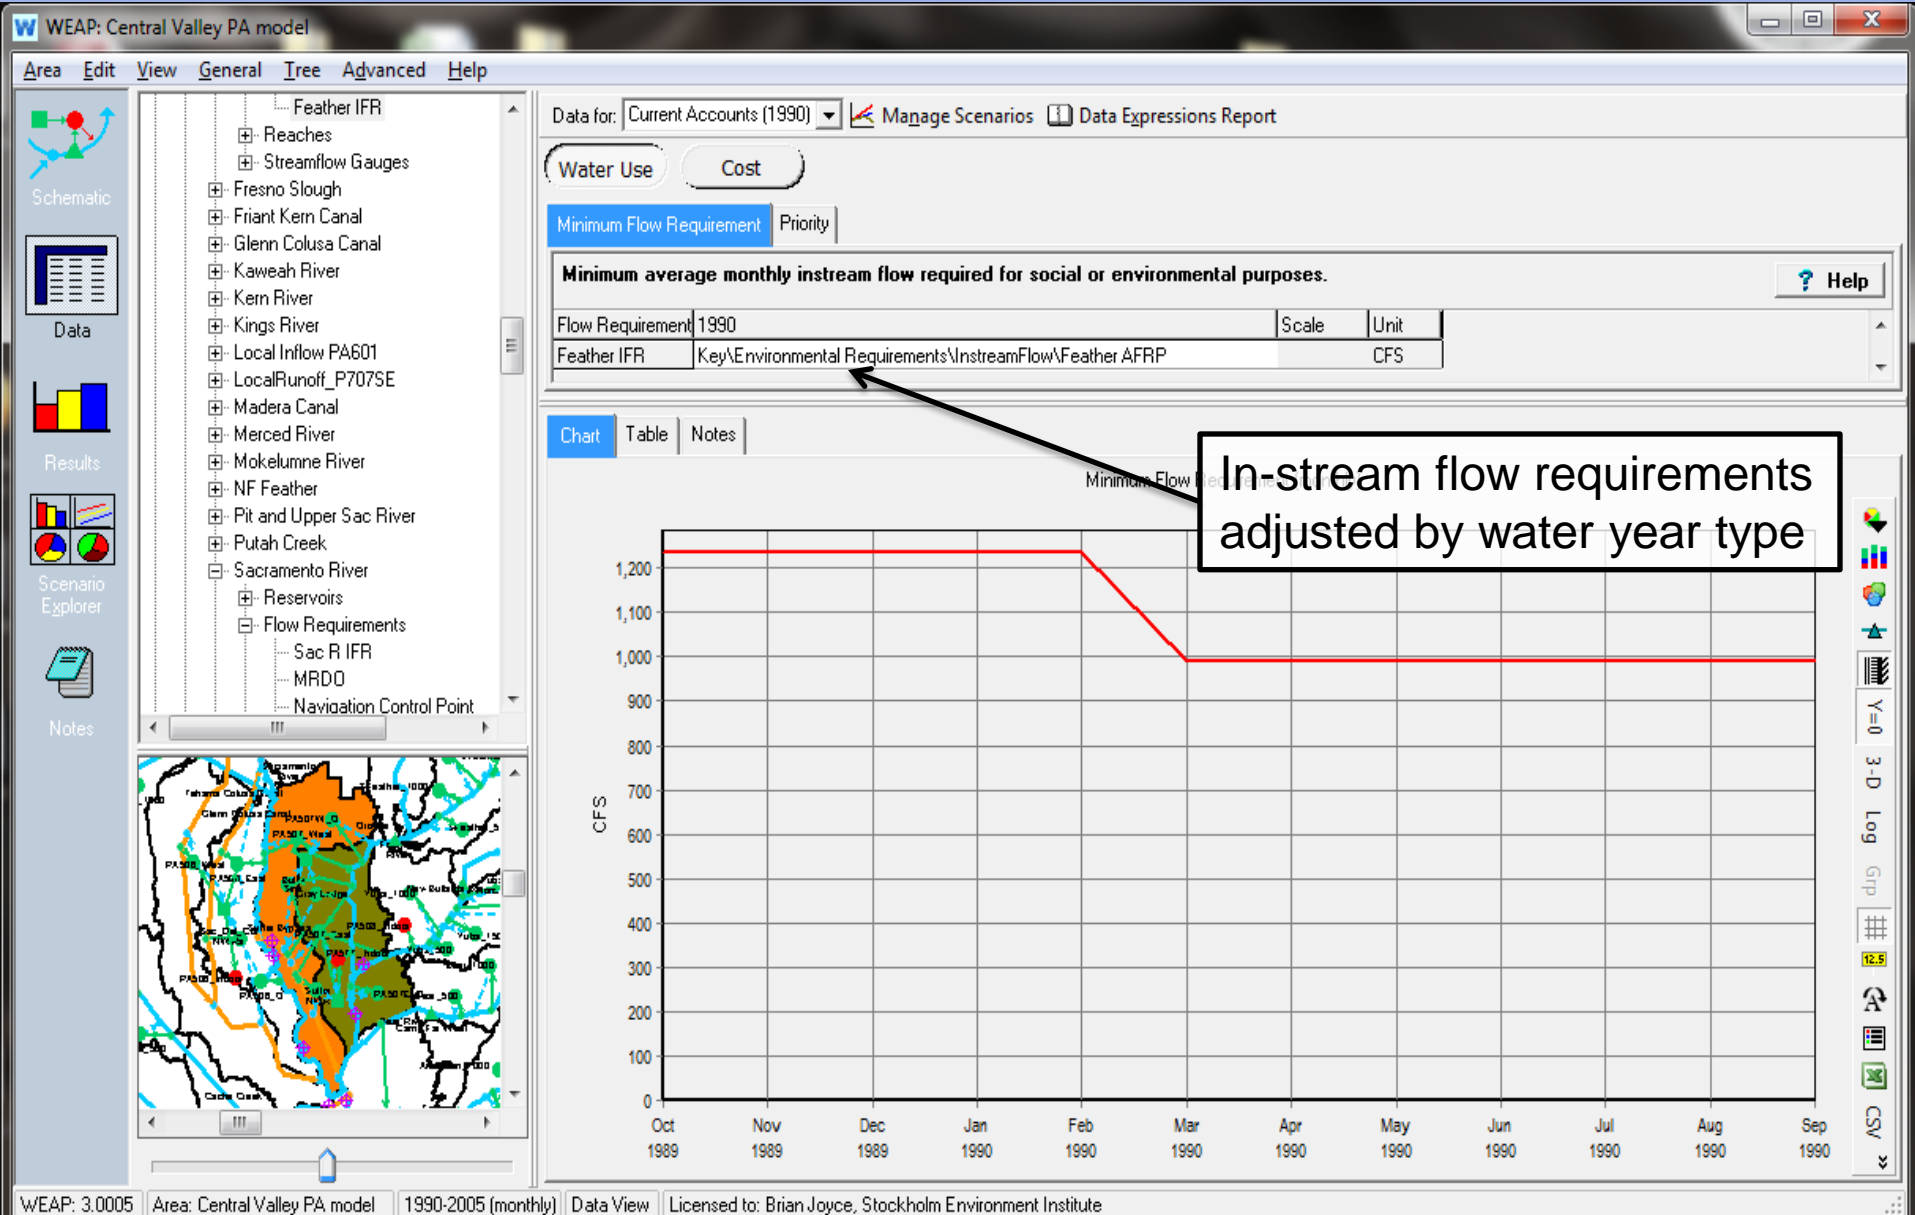 WEAP: Central Valley PA model
Area Edit View General Tree Advanced Help
Schematic
Data
Results
Scenario
Explorer
Notes
Feather IFR
Reaches
Streamflow Gauges
Fresno Slough
Friant Kern Canal
Glenn Colusa Canal
Kaweah River
Kern River
Kings River
Local Inflow PA601
LocalRunoff_P707SE
Madera Canal
Merced River
Mokelumne River
NF Feather
Pit and Upper Sac River
Putah Creek
Sacramento River
Reservoirs
Flow Requirements
Sac R IFR
MRDO
Navigation Control Point
Data for: Current Accounts (1990) Manage Scenarios Data Expressions Report
Water Use Cost
Minimum Flow Requirement Priority
Minimum average monthly instream flow required for social or environmental purposes.
? Help
Flow Requirement 1990 Scale Unit
Feather IFR Key\Environmental Requirements\InstreamFlow\Feather AFRP CFS
Chart Table Notes
Minimum Flow
In-stream flow requirements
adjusted by water year type
CFS
1,200
1,100
1,000
900
800
700
600
500
400
300
200
100
0
Oct Nov Dec Jan Feb Mar Apr May Jun Jul Aug Sep
1989 1989 1989 1990 1990 1990 1990 1990 1990 1990 1990 1990
Y=0
3-D
Log
Grp
12.5
CSV
WEAP: 3.0005 Area: Central Valley PA model 1990-2005 (monthly) Data View Licensed to: Brian Joyce, Stockholm Environment Institute